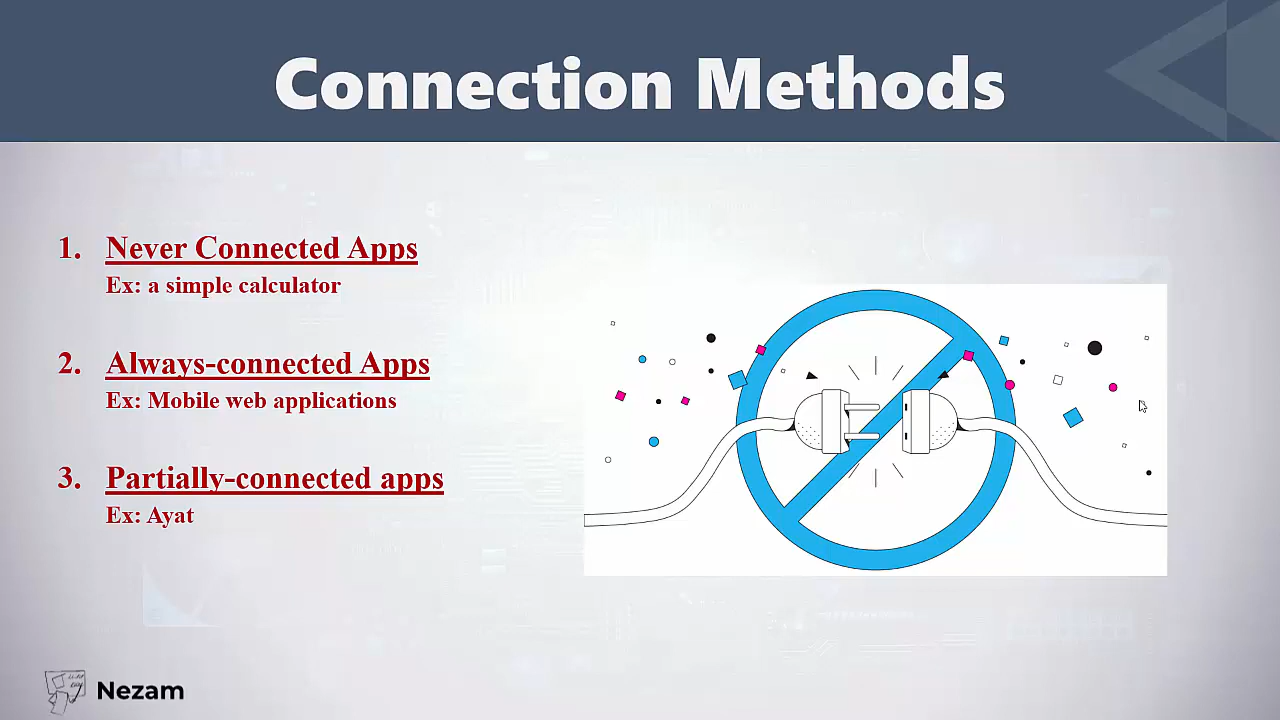 Connection Methods
1. Never Connected Apps
Ex: a simple calculator
2. Always-connected Apps
Ex: Mobile web applications
3. Partially-connected apps
Ex: Ayat
Nezam